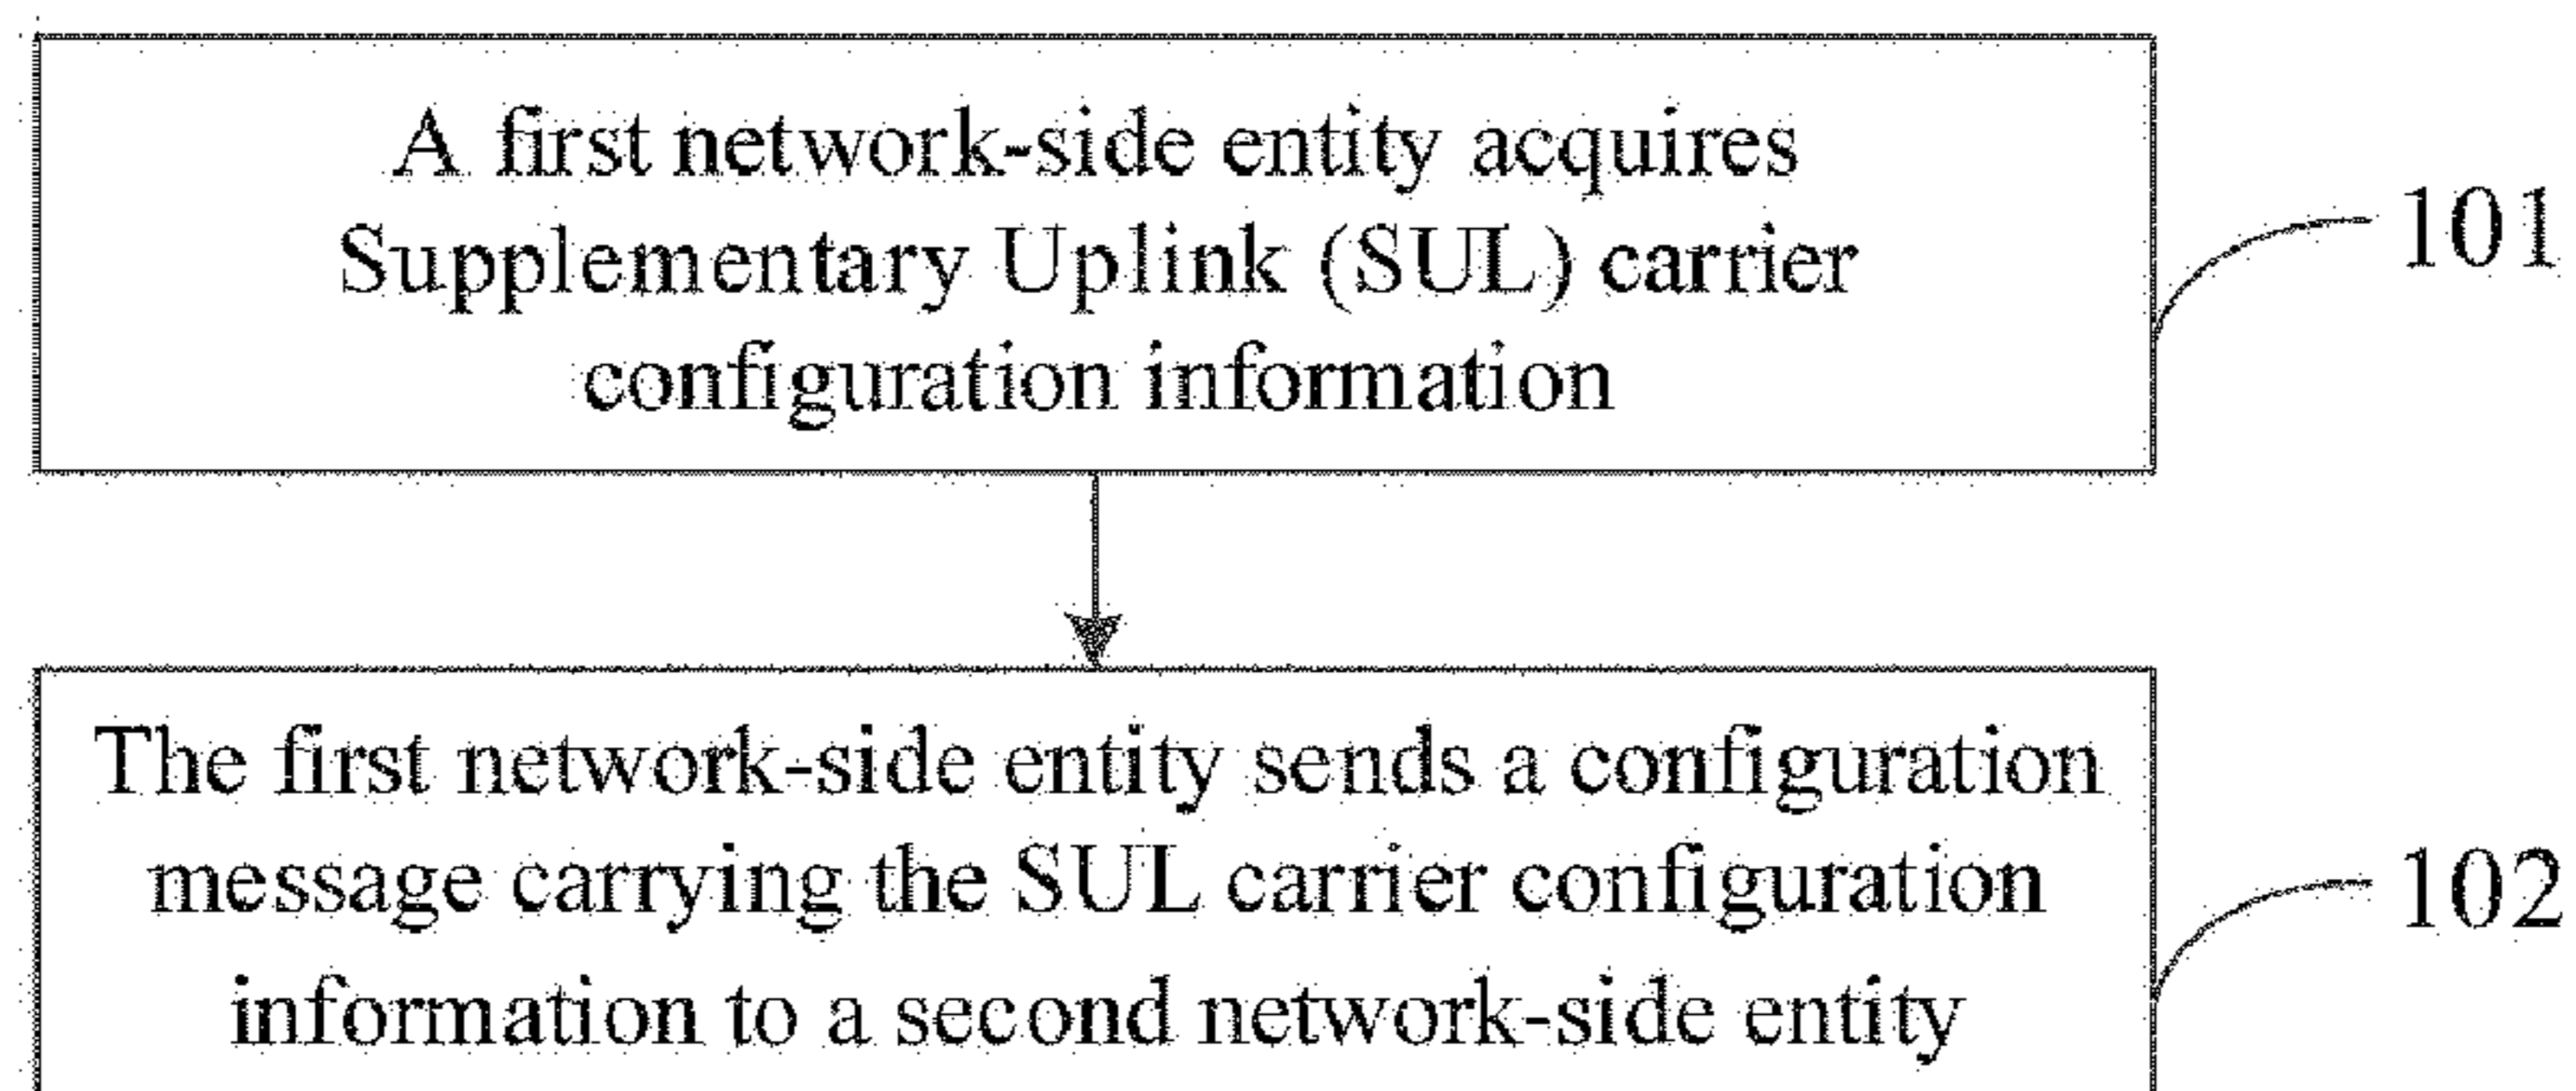 A first network-side entity acquires
Supplementary Uplink (SUL) carrier
configuration information
101
The first network-side entity sends a configuration
message carrying the SUL carrier configuration
information to a second network-side entity
102